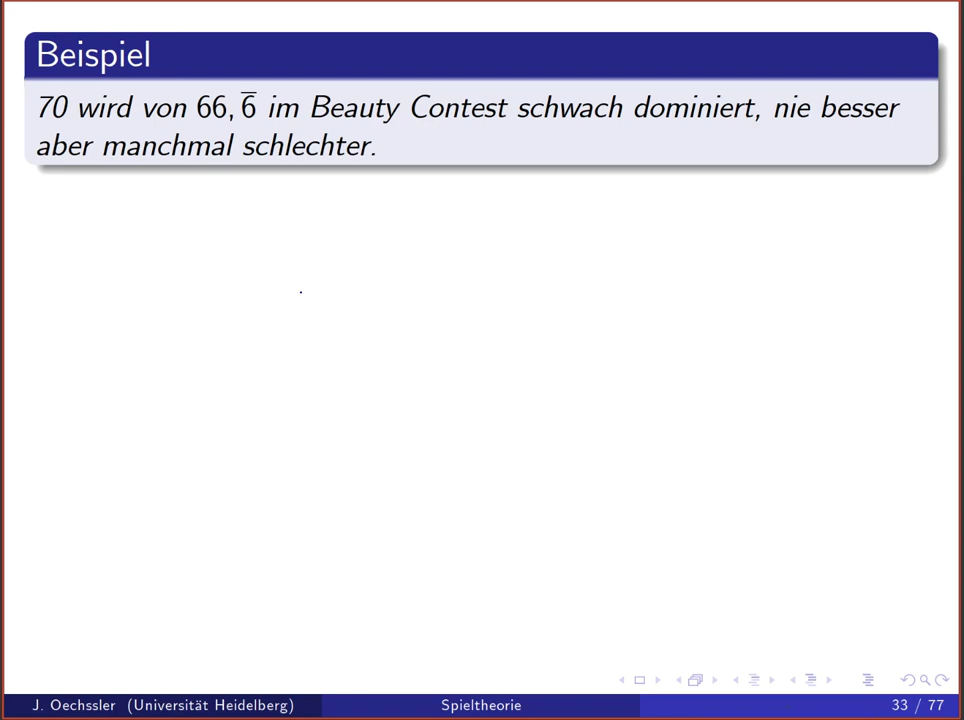 Beispiel
70 wird von 66, 6̅ im Beauty Contest schwach dominiert, nie besser
aber manchmal schlechter.
J. Oechssler (Universität Heidelberg)
Spieltheorie
33 / 77